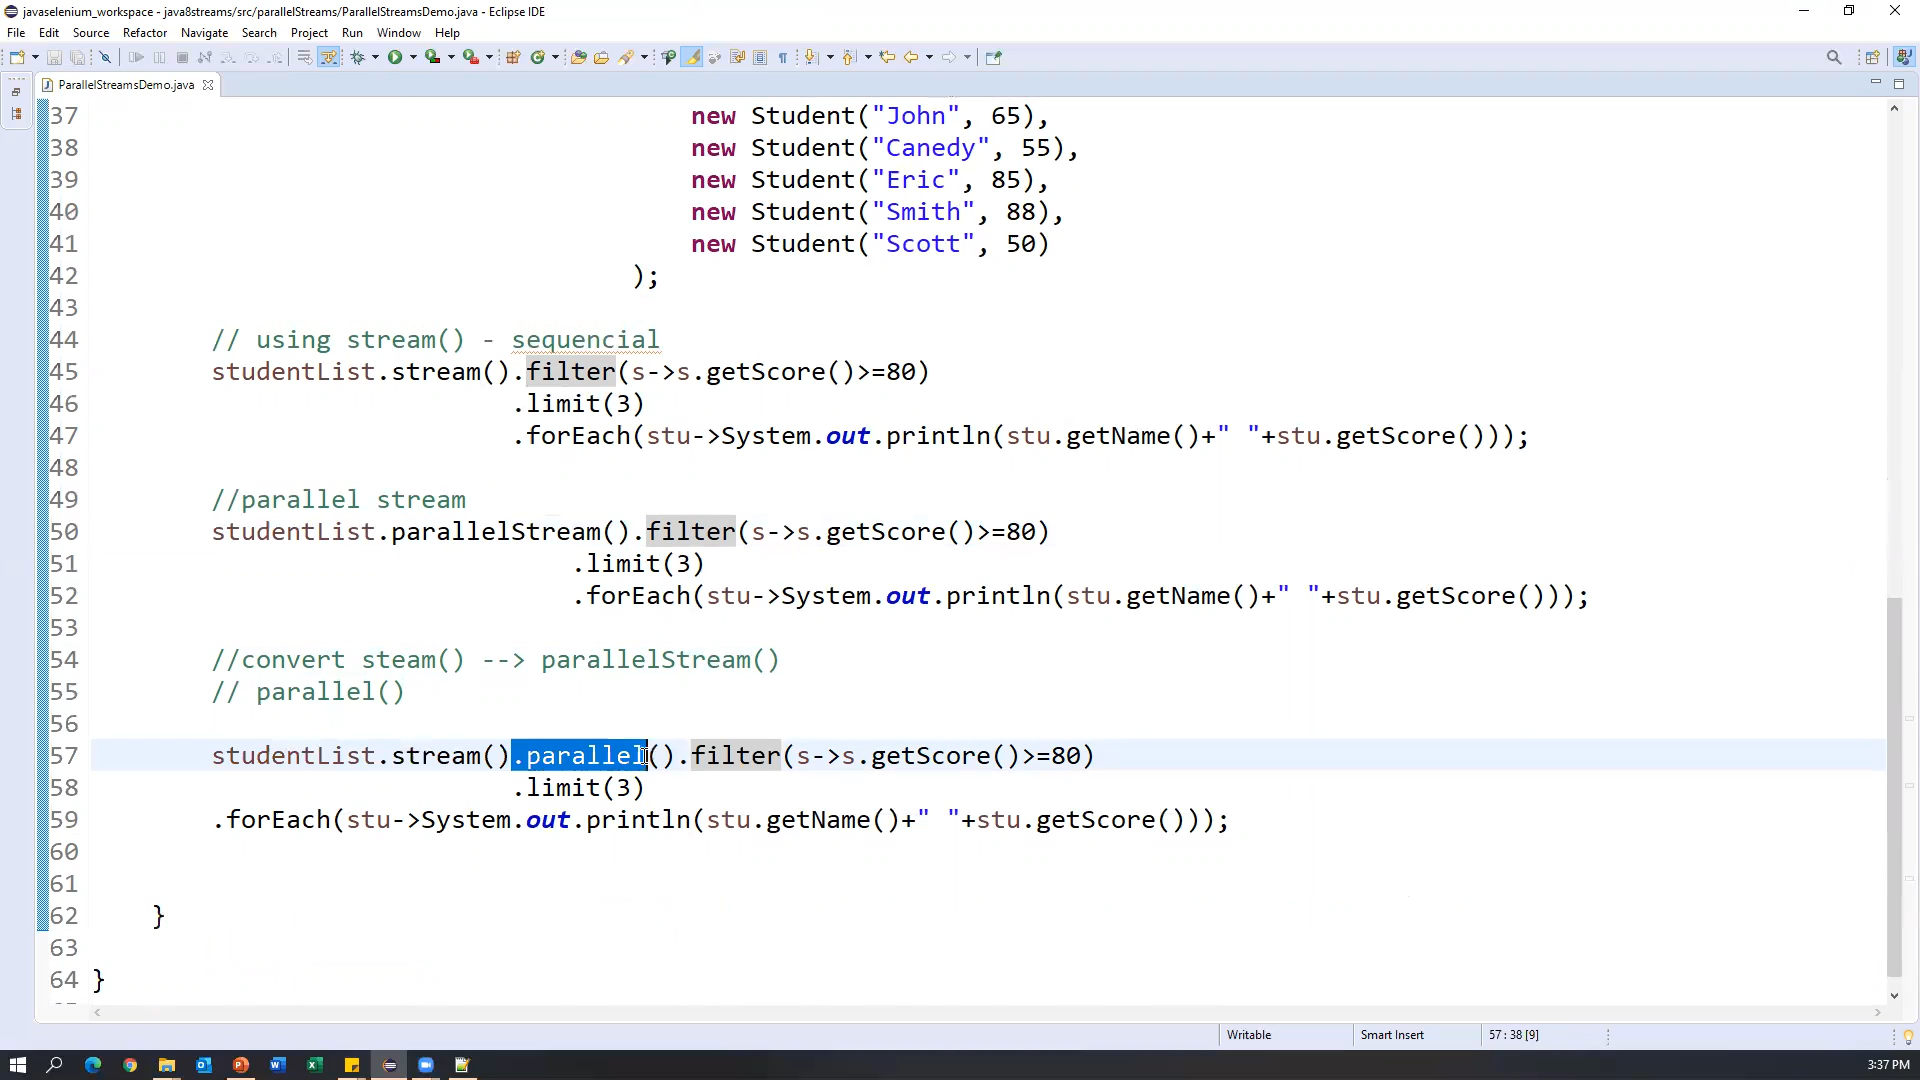 javaselenium_workspace - java8streams/src/parallelStreams/ParallelStreamsDemo.java - Eclipse IDE
File Edit Source Refactor Navigate Search Project Run Window Help
ParallelStreamsDemo.java
37 new Student("John", 65),
38 new Student("Canedy", 55),
39 new Student("Eric", 85),
40 new Student("Smith", 88),
41 new Student("Scott", 50)
42 );
43
44 // using stream() - sequencial
45 studentList.stream().filter(s->s.getScore()>=80)
46 .limit(3)
47 .forEach(stu->System.out.println(stu.getName()+" "+stu.getScore()));
48
49 //parallel stream
50 studentList.parallelStream().filter(s->s.getScore()>=80)
51 .limit(3)
52 .forEach(stu->System.out.println(stu.getName()+" "+stu.getScore()));
53
54 //convert steam() --> parallelStream()
55 // parallel()
56
57 studentList.stream().parallel().filter(s->s.getScore()>=80)
58 .limit(3)
59 .forEach(stu->System.out.println(stu.getName()+" "+stu.getScore()));
60
61
62 }
63
64 }
Writable Smart Insert 57 : 38 [9]
3:37 PM